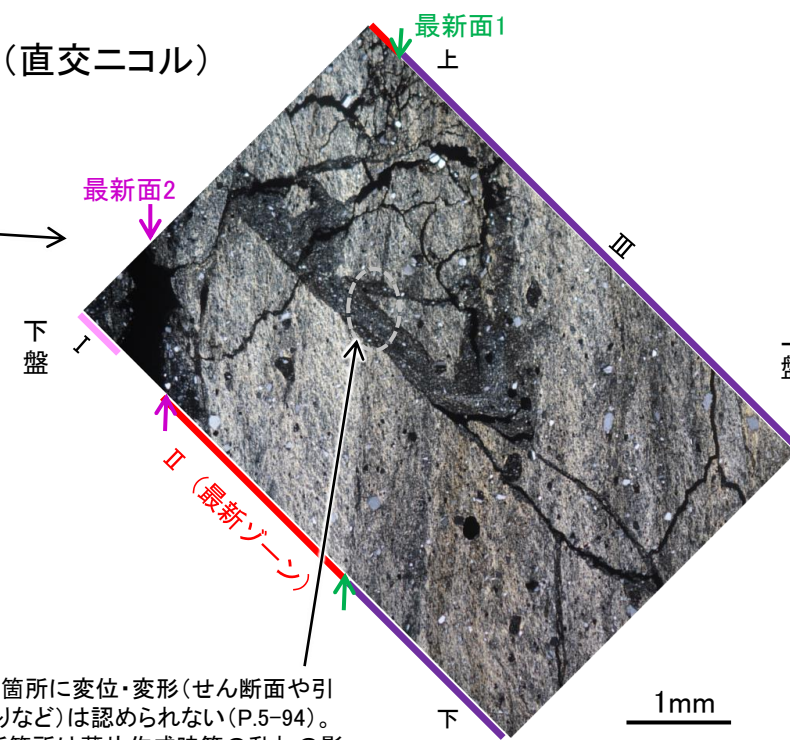 （直交ニコル）
最新面1
上
最新面2
Ⅲ
下盤
Ⅰ
Ⅱ（最新ゾーン）
箇所に変位・変形（せん断面や引
りなど）は認められない（P.5-94）。
下
1mm